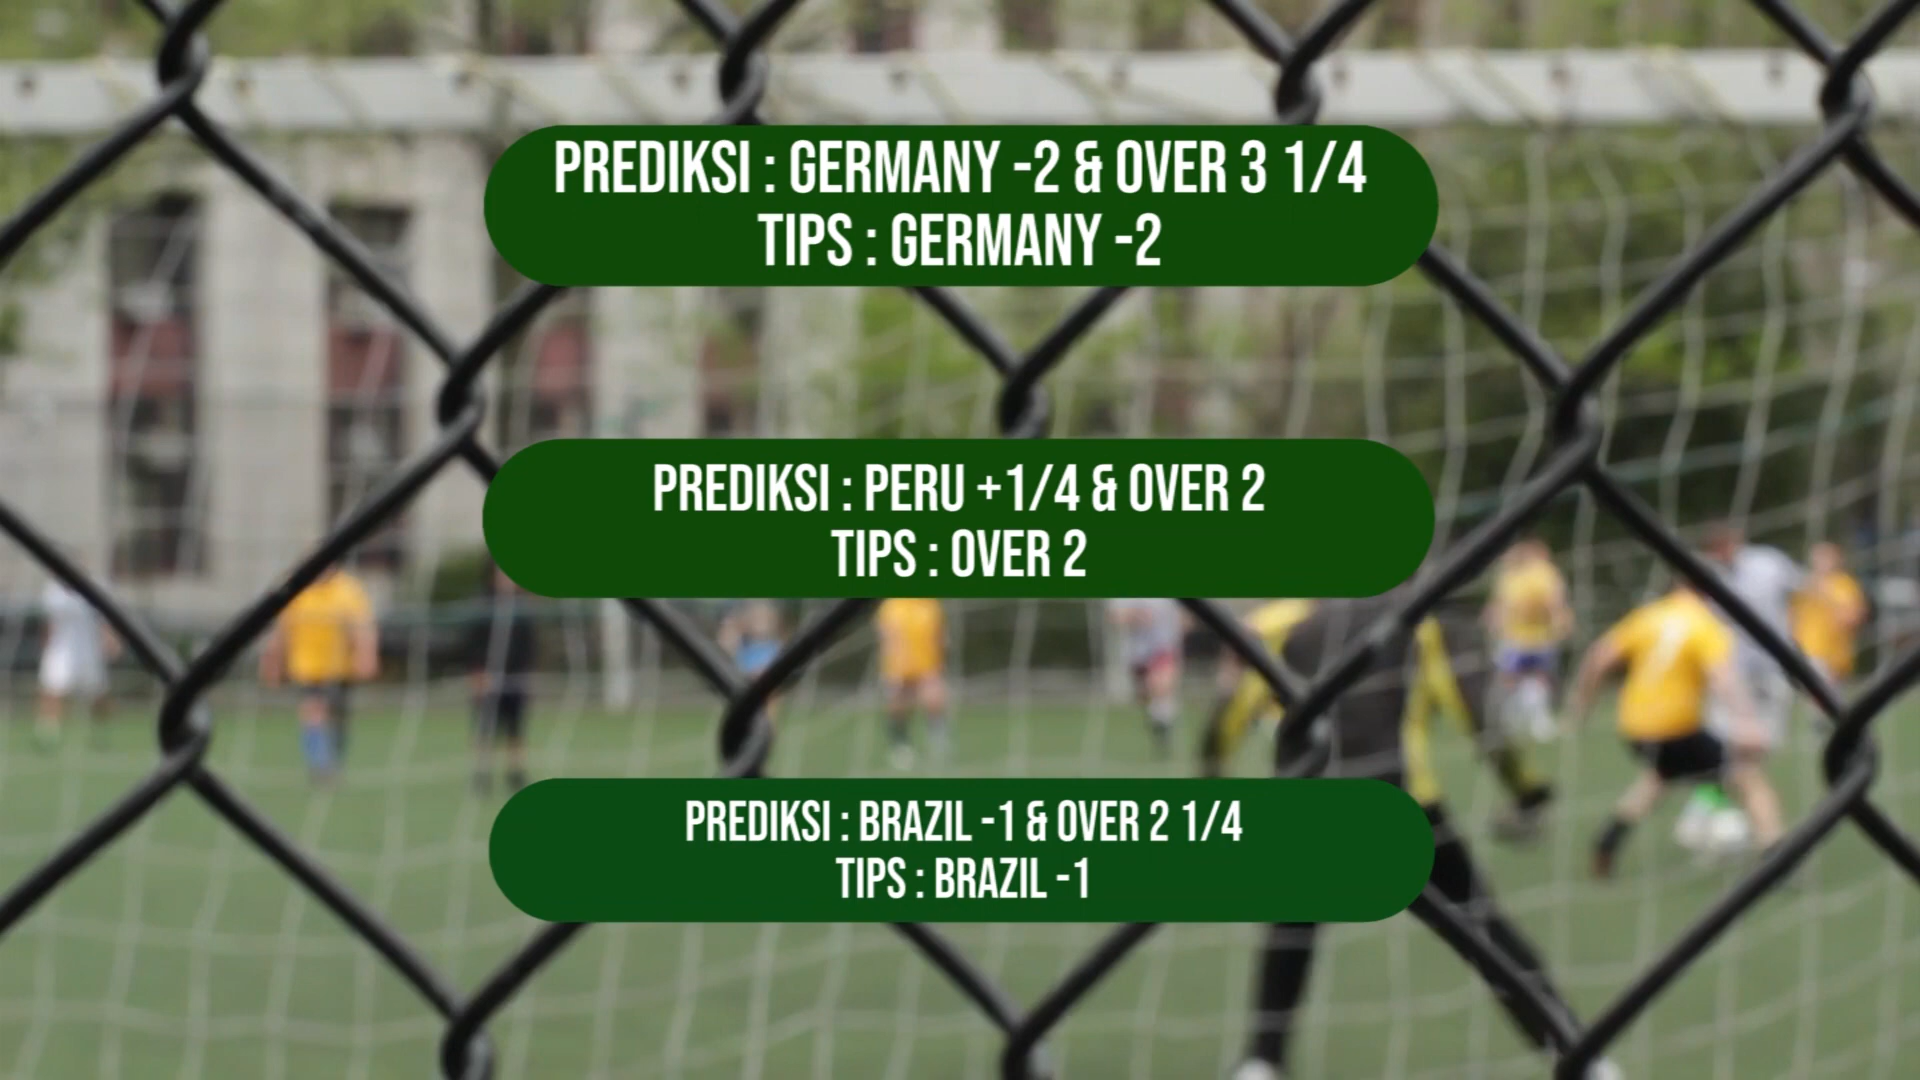 PREDIKSI : GERMANY -2 & OVER 3 1/4
TIPS : GERMANY -2
PREDIKSI : PERU +1/4 & OVER 2
TIPS : OVER 2
PREDIKSI : BRAZIL -1 & OVER 2 1/4
TIPS : BRAZIL -1